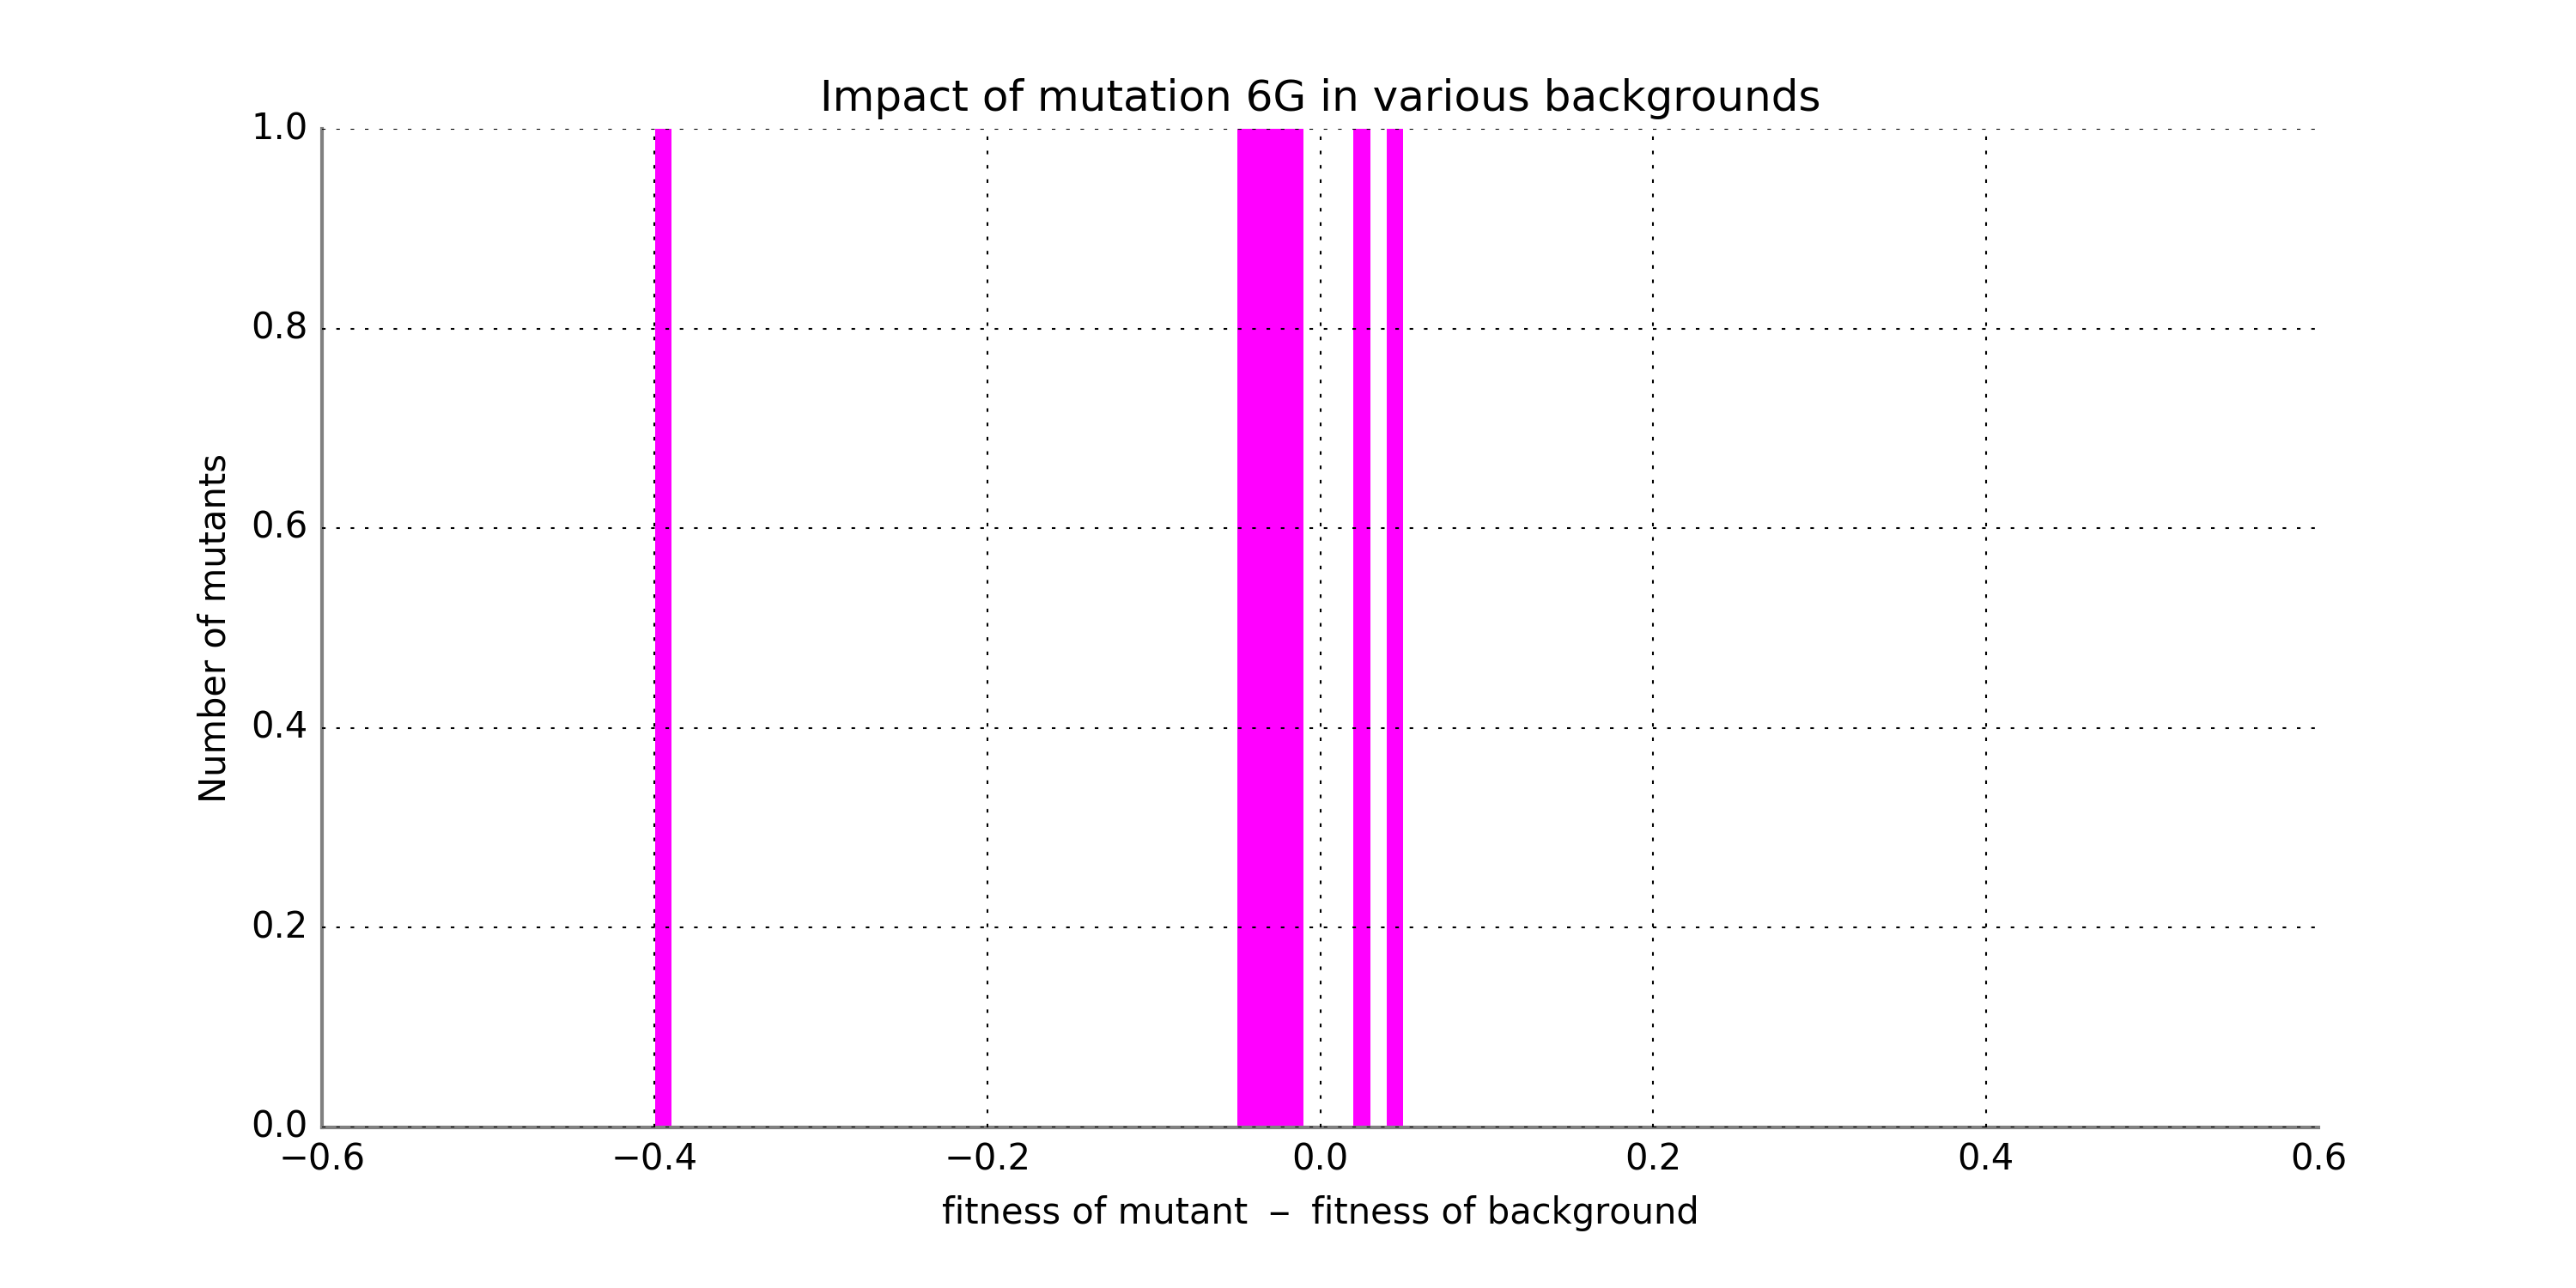 Impact of mutation 6G in various backgrounds
1.0
0.8
0.6
0.4
0.2
0.0
Number of mutants
−0.6 −0.4 −0.2 0.0 0.2 0.4 0.6
fitness of mutant − fitness of background